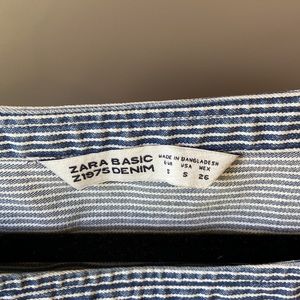 ZARA BASIC
Z1975 DENIM
MADE IN BANGLADESH
EUR USA MEX
S S 26